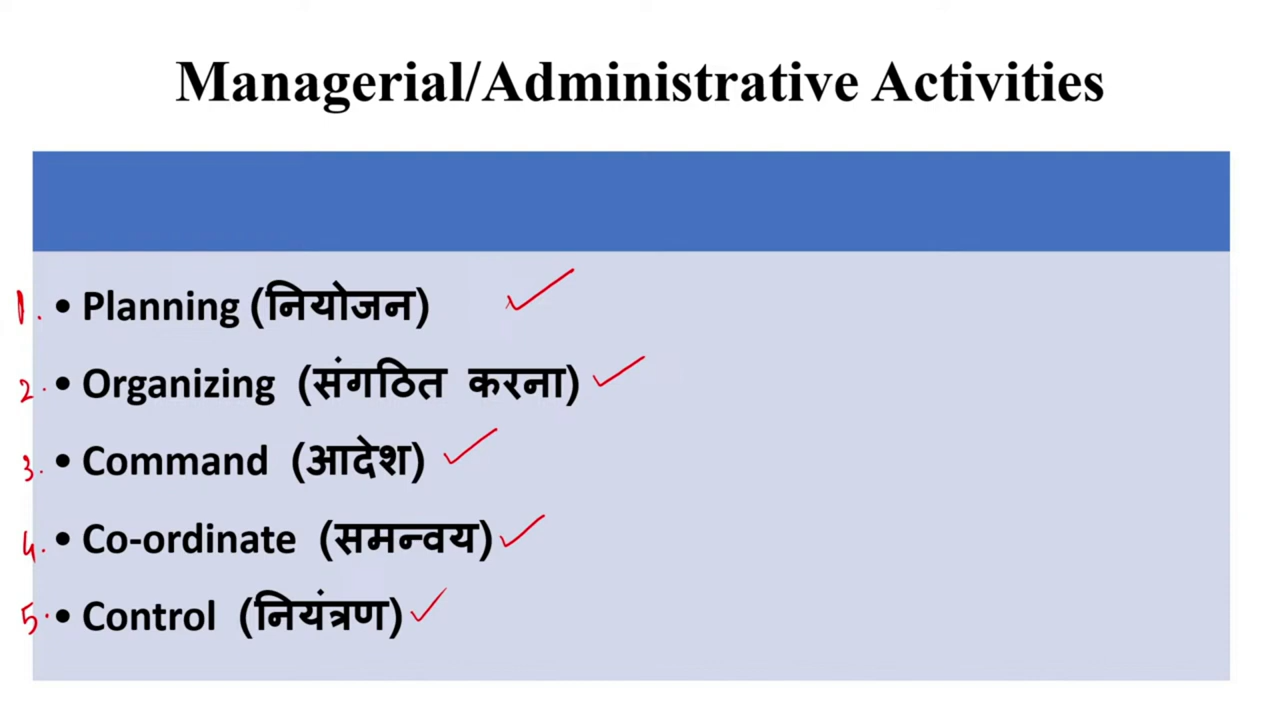 Managerial/Administrative Activities
1. • Planning (नियोजन)
2. • Organizing (संगठित करना)
3. • Command (आदेश)
4. • Co-ordinate (समन्वय)
5. • Control (नियंत्रण)